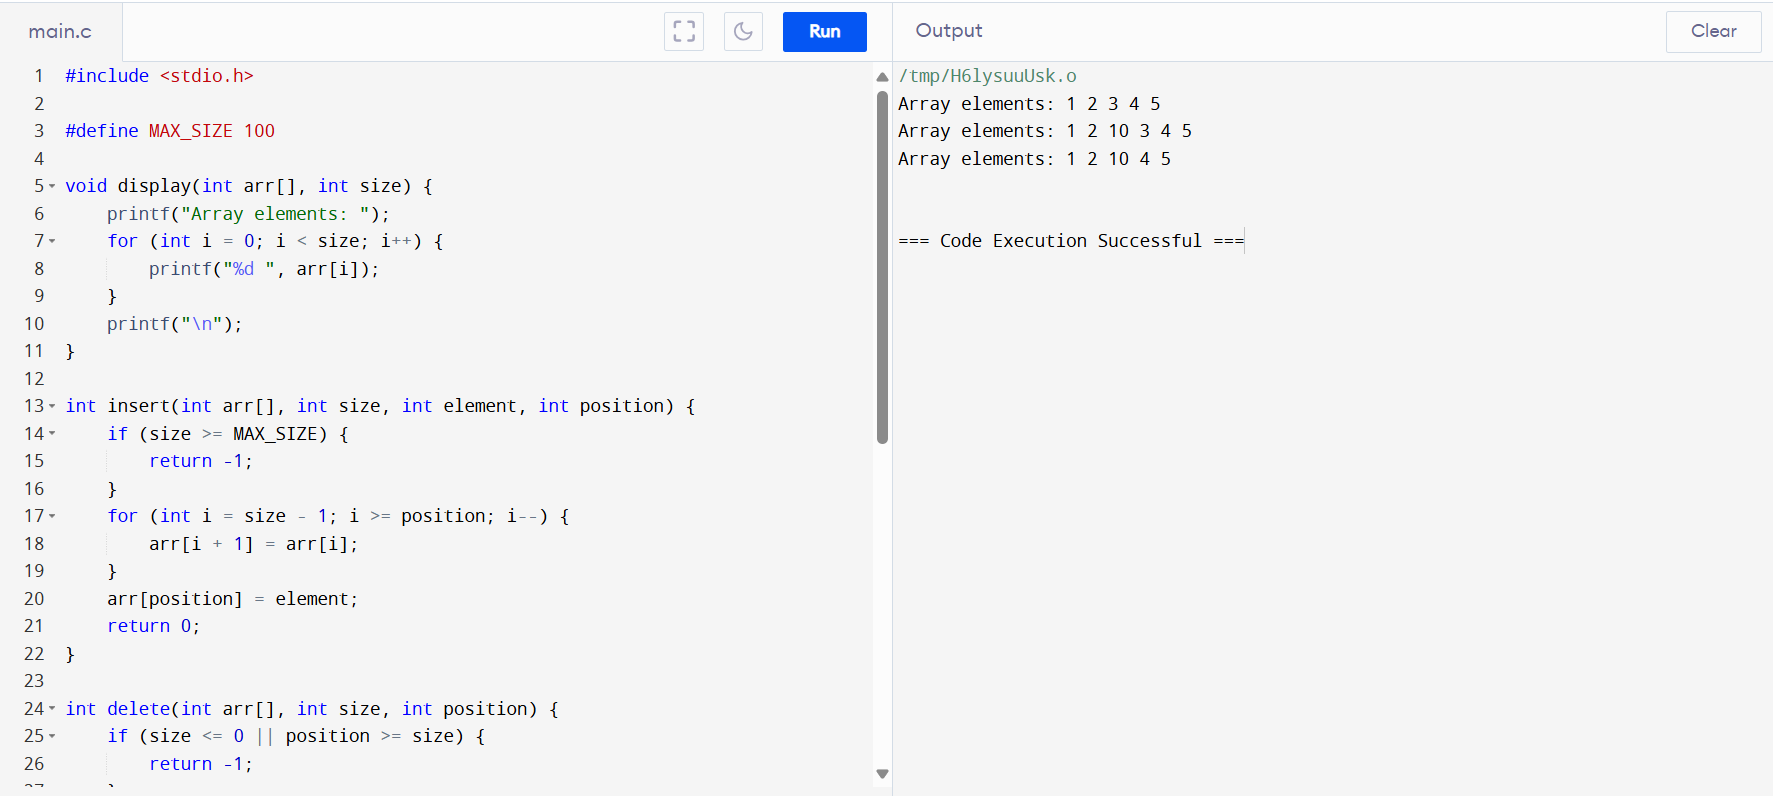 main.c
Run
1 #include <stdio.h>
2
3 #define MAX_SIZE 100
4
5 void display(int arr[], int size) {
6     printf("Array elements: ");
7     for (int i = 0; i < size; i++) {
8         printf("%d ", arr[i]);
9     }
10     printf("\n");
11 }
12
13 int insert(int arr[], int size, int element, int position) {
14     if (size >= MAX_SIZE) {
15         return -1;
16     }
17     for (int i = size - 1; i >= position; i--) {
18         arr[i + 1] = arr[i];
19     }
20     arr[position] = element;
21     return 0;
22 }
23
24 int delete(int arr[], int size, int position) {
25     if (size <= 0 || position >= size) {
26         return -1;
Output
Clear
/tmp/H6lysuuUsk.o
Array elements: 1 2 3 4 5
Array elements: 1 2 10 3 4 5
Array elements: 1 2 10 4 5
=== Code Execution Successful ===